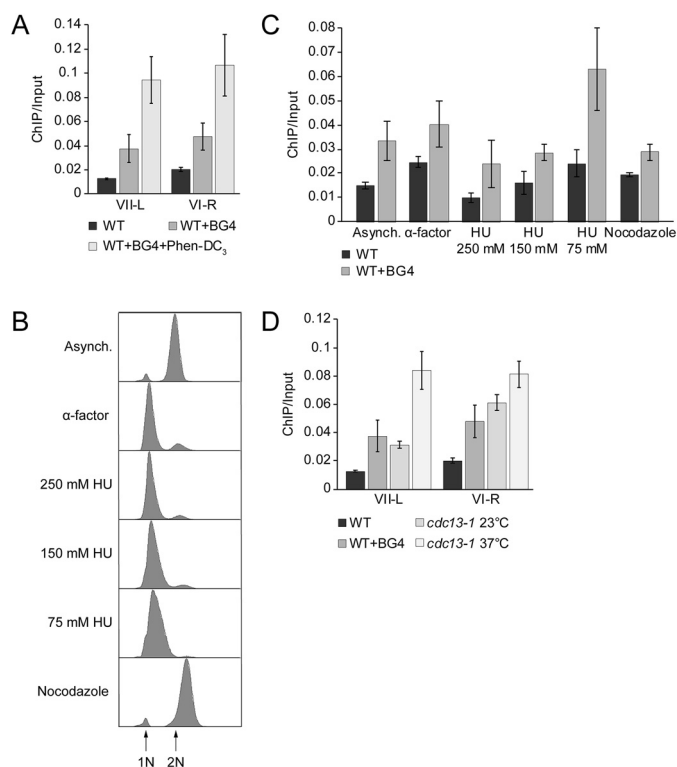 A
0.14
0.12
0.1
0.08
0.06
0.04
0.02
0
ChIP/Input
VII-L VI-R
WT WT+BG4
WT+BG4+Phen-DC3
C
0.08
0.07
0.06
0.05
0.04
0.03
0.02
0.01
0
ChIP/Input
Asynch. α-factor HU HU HU Nocodazole
250 mM 150 mM 75 mM
WT
WT+BG4
B
Asynch.
α-factor
250 mM HU
150 mM HU
75 mM HU
Nocodazole
1N 2N
D
0.12
0.1
0.08
0.06
0.04
0.02
0
ChIP/Input
VII-L VI-R
WT cdc13-1 23°C
WT+BG4 cdc13-1 37°C